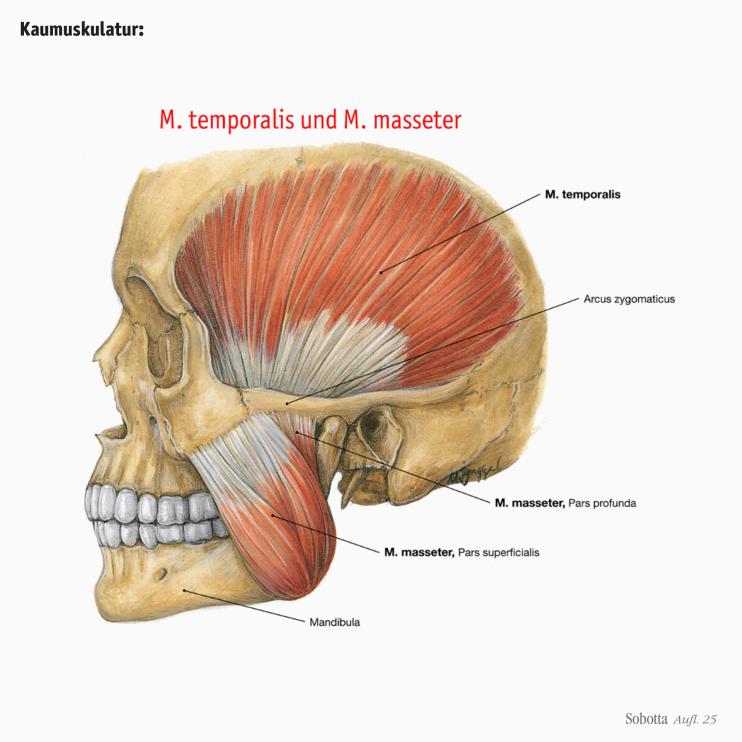 Kaumuskulatur:
M. temporalis und M. masseter
M. temporalis
Arcus zygomaticus
M. masseter, Pars profunda
M. masseter, Pars superficialis
Mandibula
Sobotta Aufl. 25